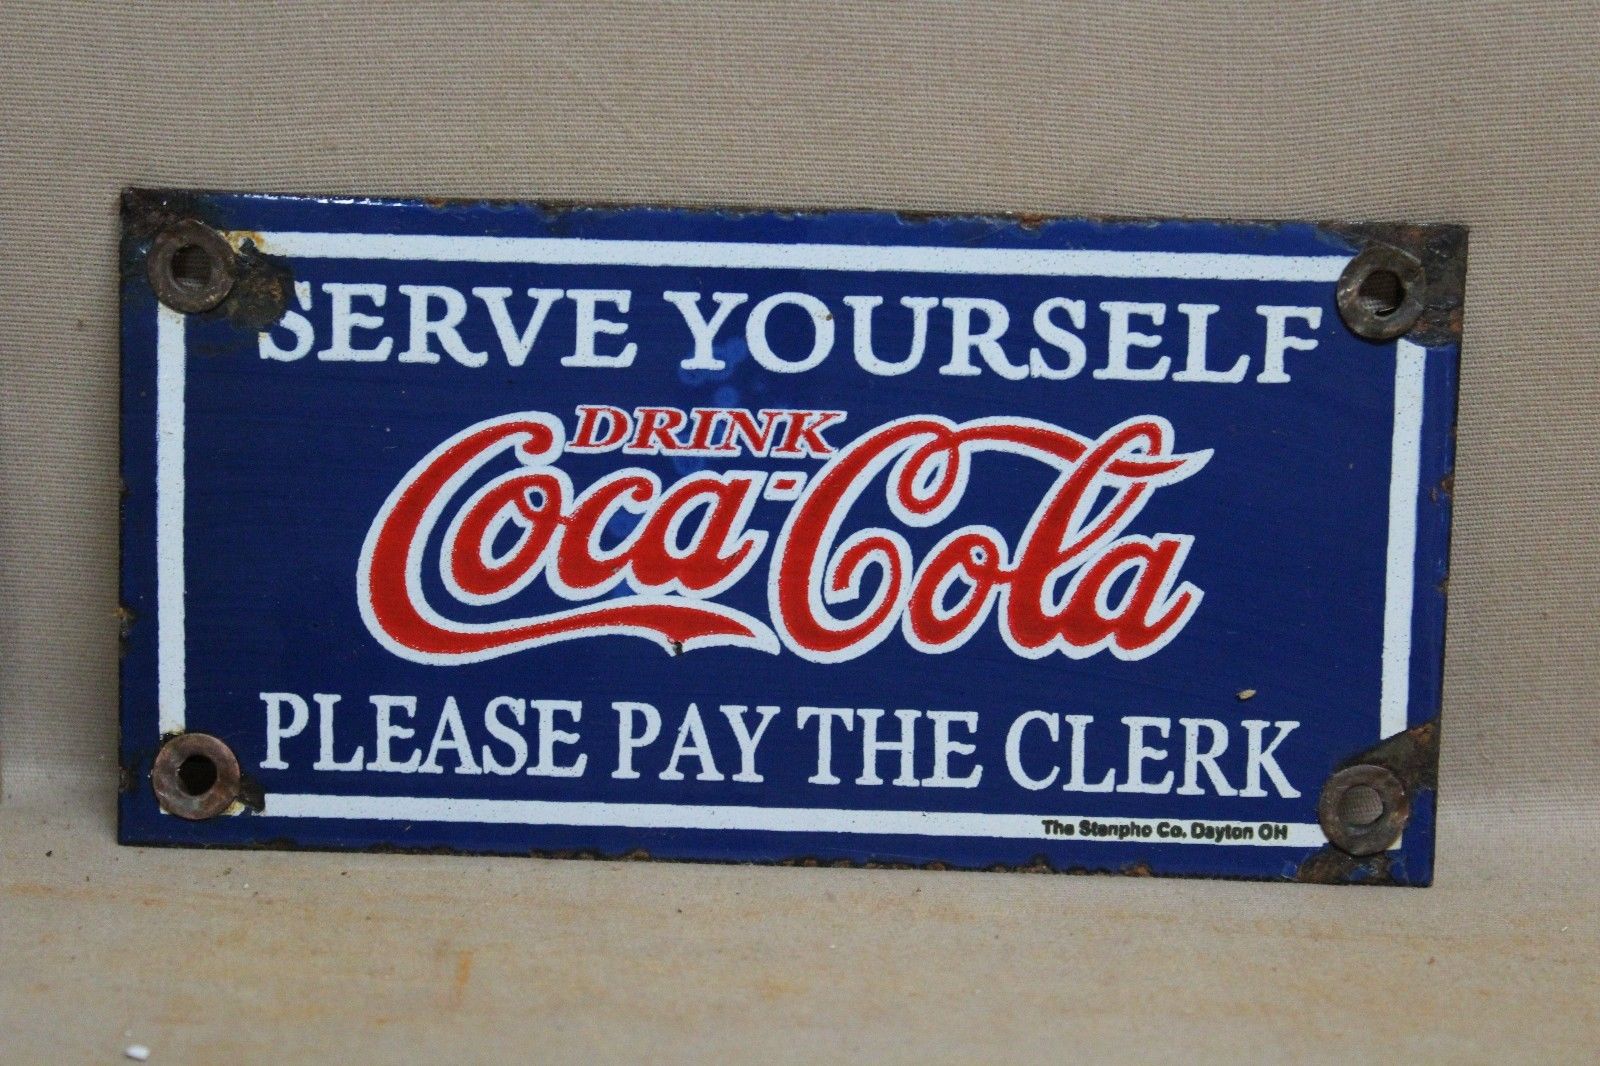 SERVE YOURSELF
DRINK
Coca-Cola
PLEASE PAY THE CLERK
The Stenpho Co. Dayton OH